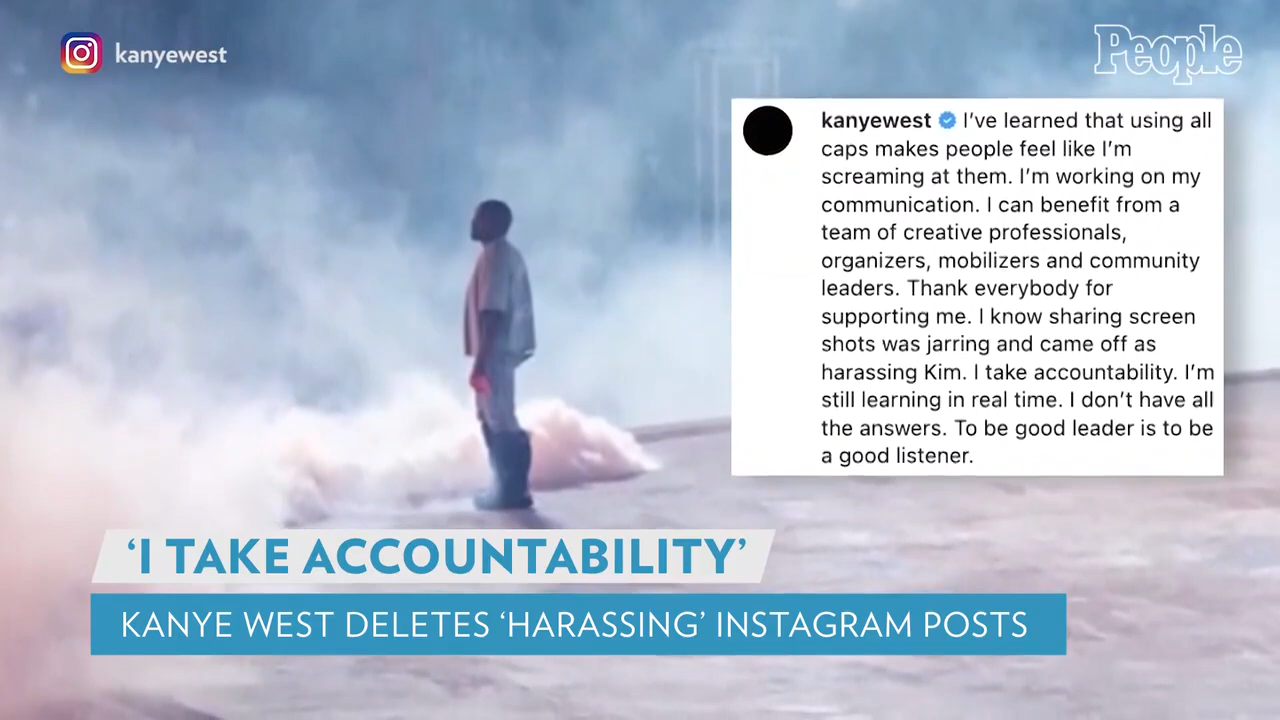 kanyewest
People
kanyewest I’ve learned that using all
caps makes people feel like I’m
screaming at them. I’m working on my
communication. I can benefit from a
team of creative professionals,
organizers, mobilizers and community
leaders. Thank everybody for
supporting me. I know sharing screen
shots was jarring and came off as
harassing Kim. I take accountability. I’m
still learning in real time. I don’t have all
the answers. To be good leader is to be
a good listener.
‘I TAKE ACCOUNTABILITY’
KANYE WEST DELETES ‘HARASSING’ INSTAGRAM POSTS